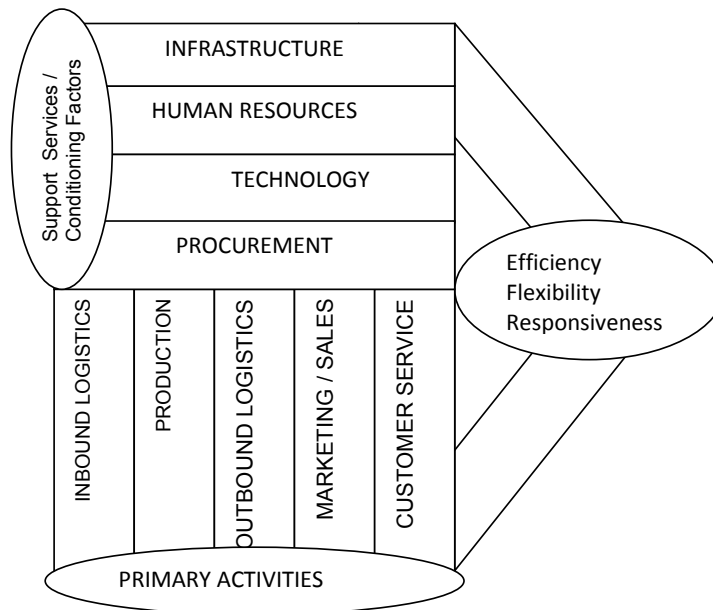 Support Services /
Conditioning Factors
INFRASTRUCTURE
HUMAN RESOURCES
TECHNOLOGY
PROCUREMENT
Efficiency
Flexibility
Responsiveness
INBOUND LOGISTICS
PRODUCTION
OUTBOUND LOGISTICS
MARKETING / SALES
CUSTOMER SERVICE
PRIMARY ACTIVITIES